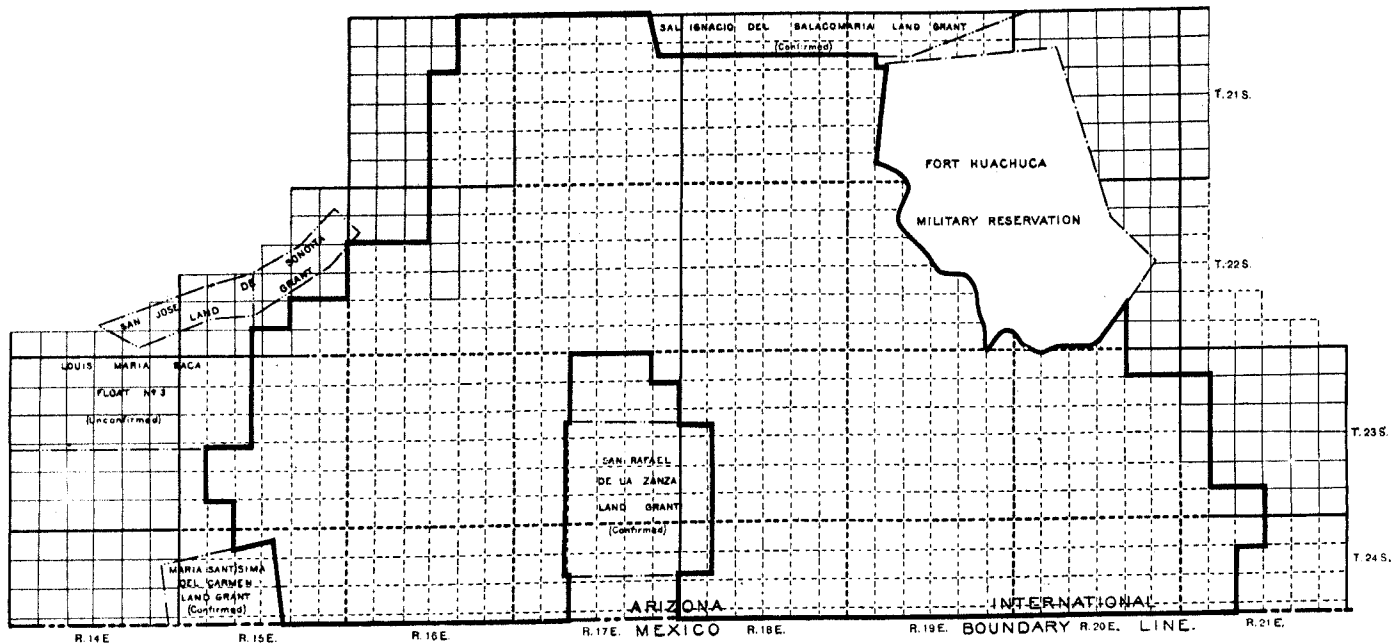 SAL IGNACIO DEL BALACOMARIA LAND GRANT
(Confirmed)
T. 21 S.
FORT HUACHUCA
MILITARY RESERVATION
SAN JOSE DE SONOITA
LAND GRANT
T. 22 S.
LOUIS MARIA BACA
FLOAT Nº 3
(Unconfirmed)
T. 23 S.
SAN RAFAEL
DE LA ZANZA
LAND GRANT
(Confirmed)
T. 24 S.
MARIA SANTISIMA
DEL CARMEN
LAND GRANT
(Confirmed)
ARIZONA INTERNATIONAL
R. 14 E. R. 15 E. R. 16 E. R. 17 E. MEXICO R. 18 E. R. 19 E. BOUNDARY R. 20 E. LINE. R. 21 E.